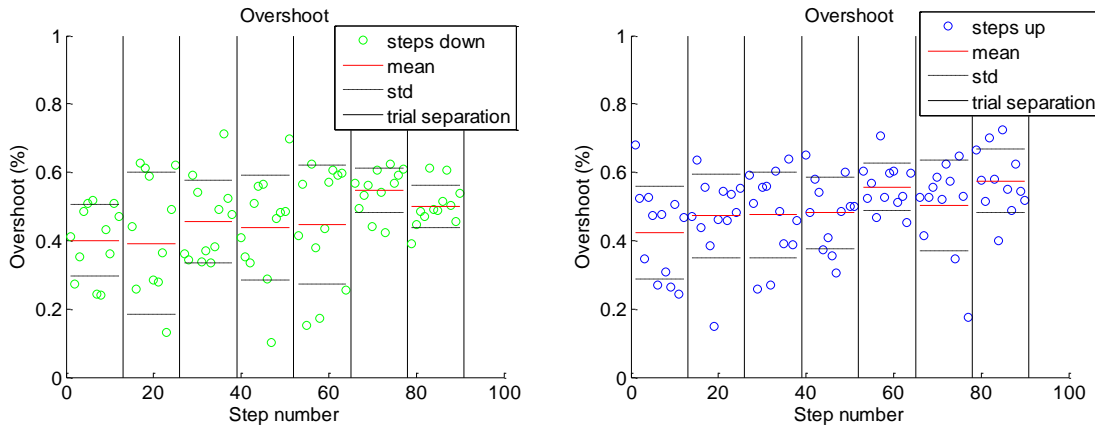 Overshoot
steps down
mean
std
trial separation
1
0.8
0.6
0.4
0.2
0
Overshoot (%)
0 20 40 60 80 100
Step number
Overshoot
steps up
mean
std
trial separation
1
0.8
0.6
0.4
0.2
0
Overshoot (%)
0 20 40 60 80 100
Step number